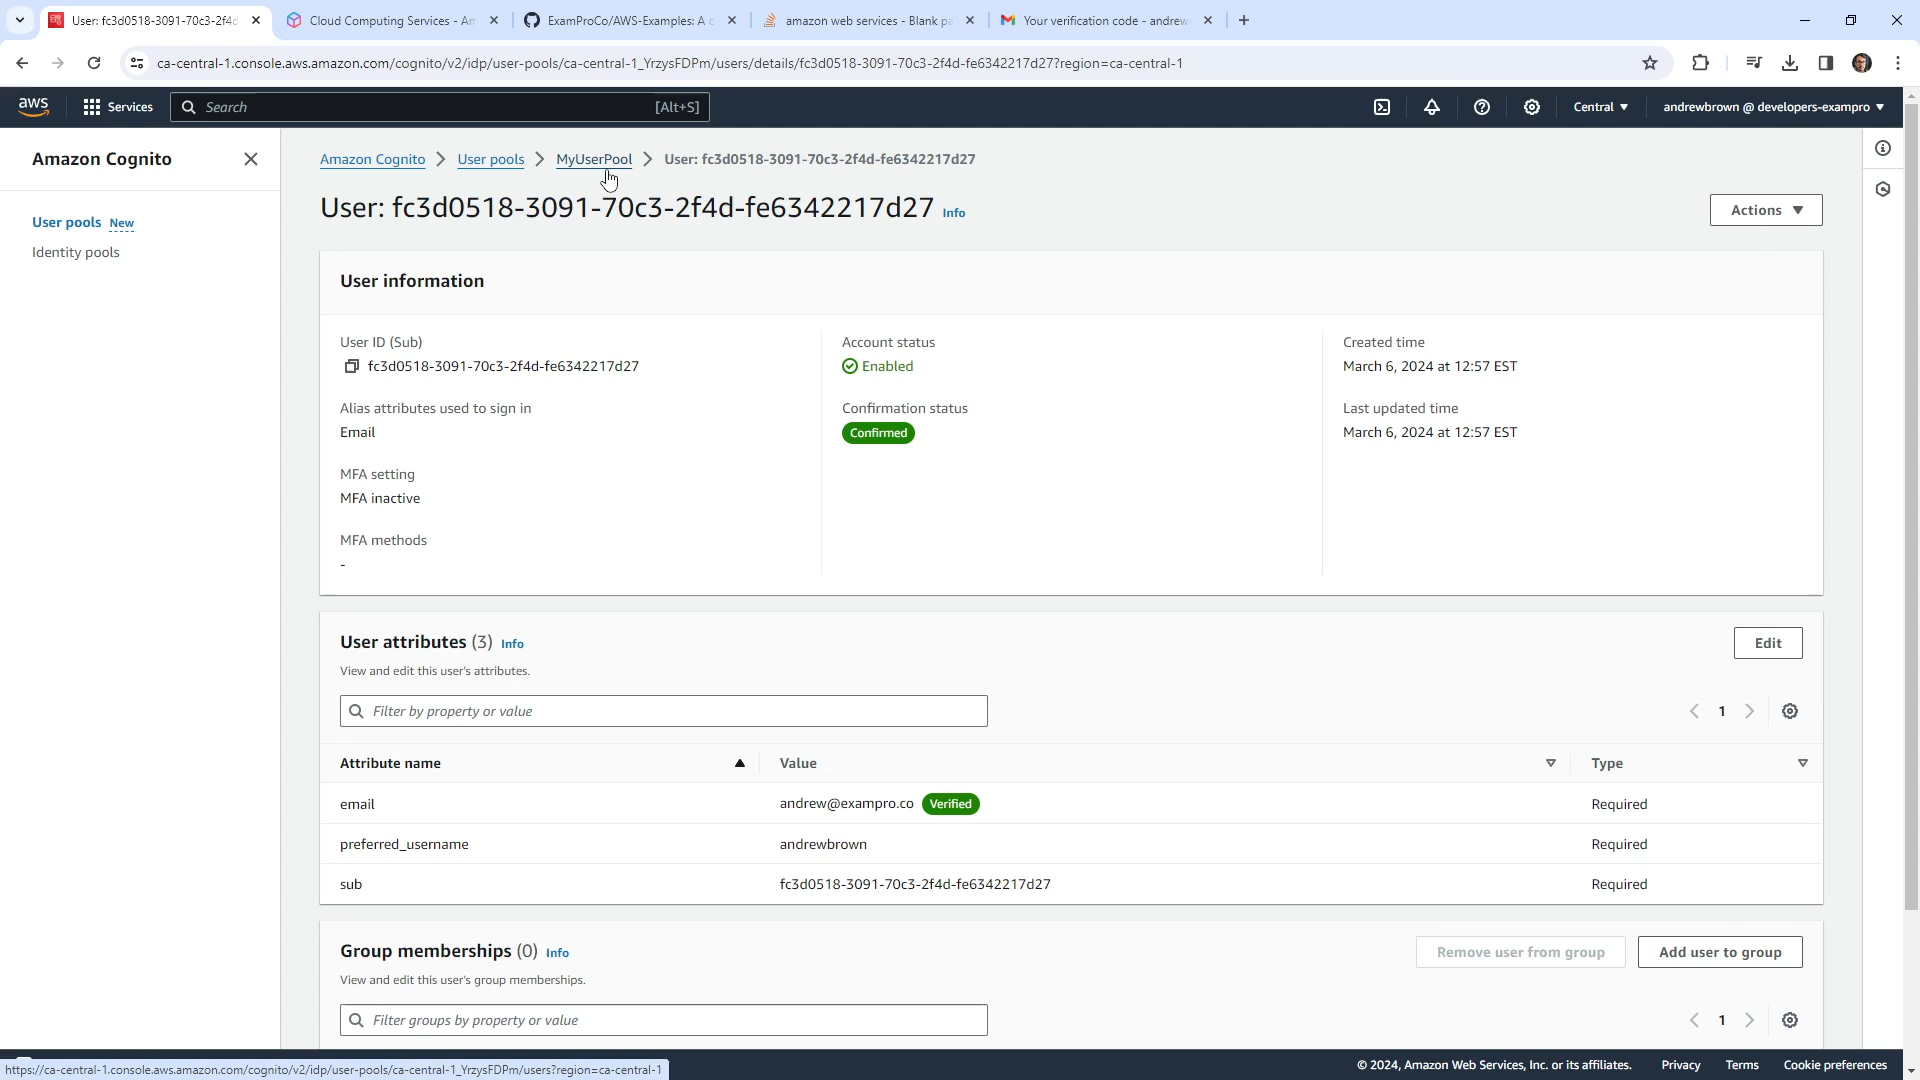 User: fc3d0518-3091-70c3-2f4d
Cloud Computing Services - Am
ExamProCo/AWS-Examples: A c
amazon web services - Blank pa
Your verification code - andrew
ca-central-1.console.aws.amazon.com/cognito/v2/idp/user-pools/ca-central-1_YrzysFDPm/users/details/fc3d0518-3091-70c3-2f4d-fe6342217d27?region=ca-central-1
aws
Services
Search
[Alt+S]
Central
andrewbrown @ developers-exampro
Amazon Cognito
User pools New
Identity pools
Amazon Cognito
User pools
MyUserPool
User: fc3d0518-3091-70c3-2f4d-fe6342217d27
User: fc3d0518-3091-70c3-2f4d-fe6342217d27 Info
Actions
User information
User ID (Sub)
fc3d0518-3091-70c3-2f4d-fe6342217d27
Alias attributes used to sign in
Email
MFA setting
MFA inactive
MFA methods
-
Account status
Enabled
Confirmation status
Confirmed
Created time
March 6, 2024 at 12:57 EST
Last updated time
March 6, 2024 at 12:57 EST
User attributes (3) Info
Edit
View and edit this user's attributes.
Filter by property or value
1
Attribute name
Value
Type
email
andrew@exampro.co Verified
Required
preferred_username
andrewbrown
Required
sub
fc3d0518-3091-70c3-2f4d-fe6342217d27
Required
Group memberships (0) Info
Remove user from group
Add user to group
View and edit this user's group memberships.
Filter groups by property or value
1
https://ca-central-1.console.aws.amazon.com/cognito/v2/idp/user-pools/ca-central-1_YrzysFDPm/users?region=ca-central-1
© 2024, Amazon Web Services, Inc. or its affiliates.
Privacy
Terms
Cookie preferences